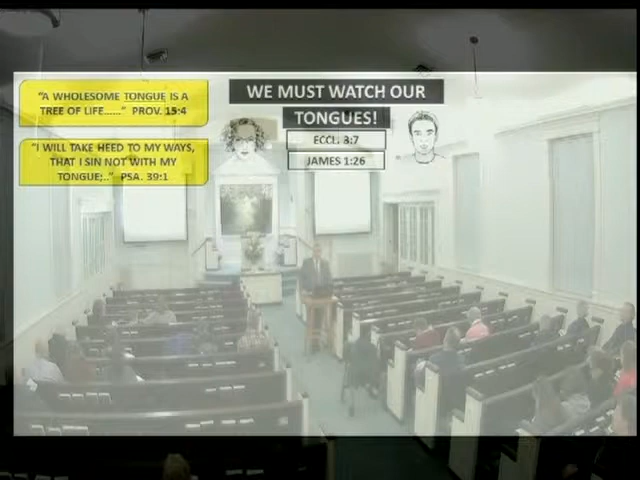 "A WHOLESOME TONGUE IS A
TREE OF LIFE......" PROV. 15:4
"I WILL TAKE HEED TO MY WAYS,
THAT I SIN NOT WITH MY
TONGUE;.." PSA. 39:1
WE MUST WATCH OUR
TONGUES!
ECCL. 3:7
JAMES 1:26